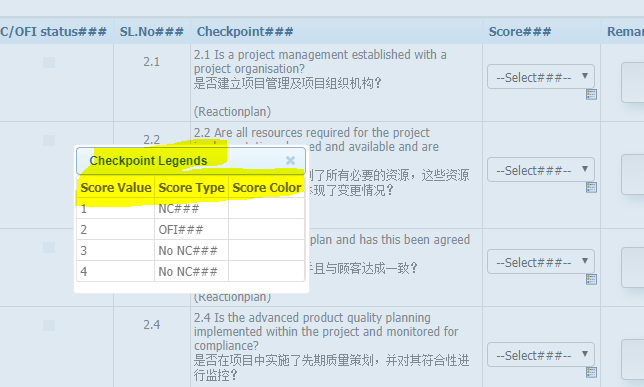 C/OFI status### SL.No### Checkpoint### Score### Remar
2.1
2.1 Is a project management established with a
project organisation?
是否建立项目管理及项目组织机构?
(Reactionplan)
--Select###--
2.2
2.2 Are all resources required for the project
ed and available and are
到了所有必要的资源，这些资源
现了变更情况?
--Select###--
Checkpoint Legends ×
Score Value Score Type Score Color
1 NC###
2 OFI###
3 No NC###
4 No NC###
plan and has this been agreed
且与顾客达成一致?
(Reactionplan)
--Select###--
2.4
2.4 Is the advanced product quality planning
implemented within the project and monitored for
compliance?
是否在项目中实施了先期质量策划，并对其符合性进
行监控?
--Select###--